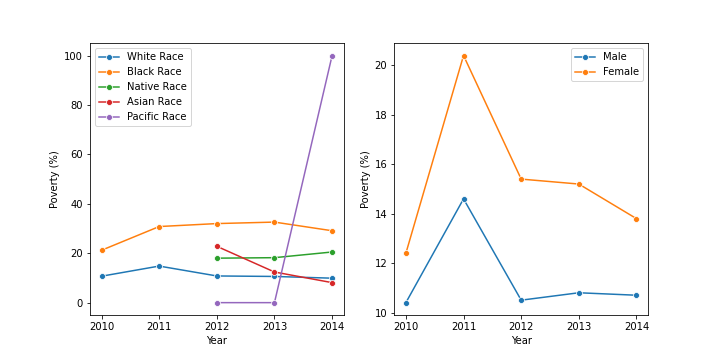 White Race
Black Race
Native Race
Asian Race
Pacific Race
100
80
60
40
20
0
Poverty (%)
2010 2011 2012 2013 2014
Year
Male
Female
20
18
16
14
12
10
Poverty (%)
2010 2011 2012 2013 2014
Year